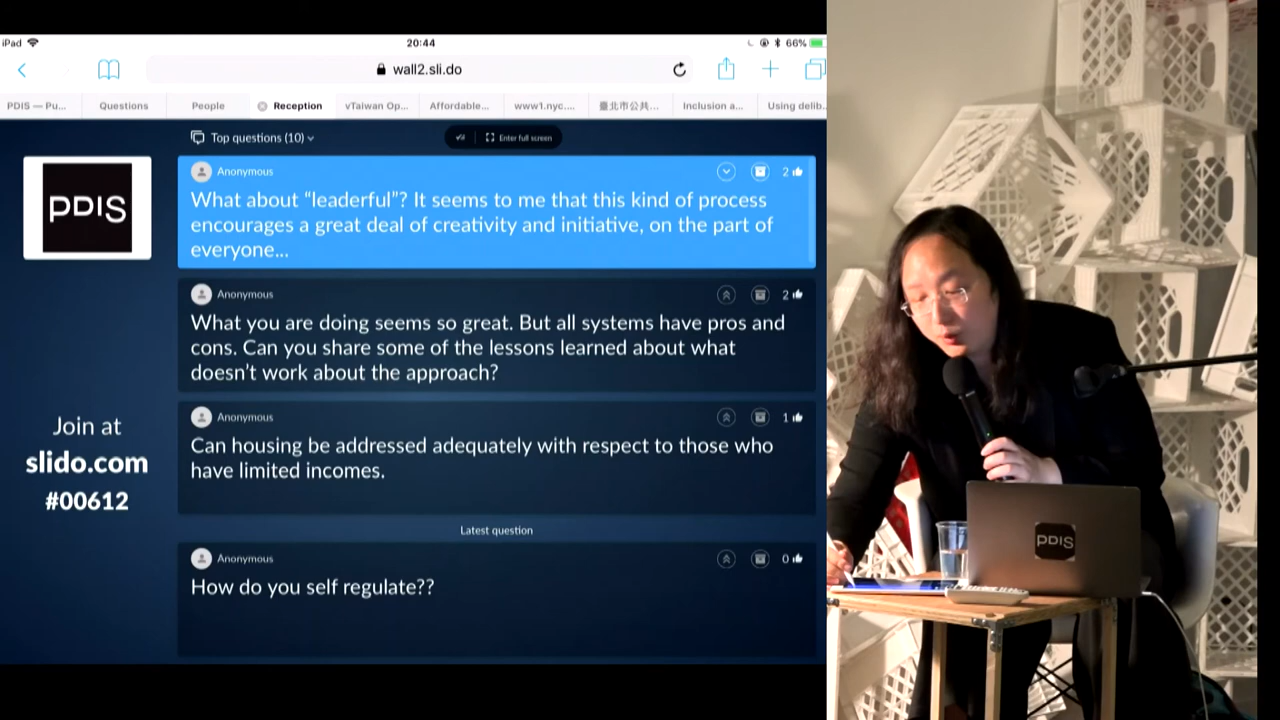 iPad
20:44
66%
wall2.sli.do
PDIS — Pu...
Questions
People
Reception
vTaiwan Op...
Affordable...
www1.nyc....
臺北市公共...
Inclusion a...
Using delib..
Top questions (10)
Enter full screen
PDIS
Join at
slido.com
#00612
Anonymous
2
What about “leaderful”? It seems to me that this kind of process
encourages a great deal of creativity and initiative, on the part of
everyone...
Anonymous
2
What you are doing seems so great. But all systems have pros and
cons. Can you share some of the lessons learned about what
doesn’t work about the approach?
Anonymous
1
Can housing be addressed adequately with respect to those who
have limited incomes.
Latest question
Anonymous
0
How do you self regulate??
PDIS